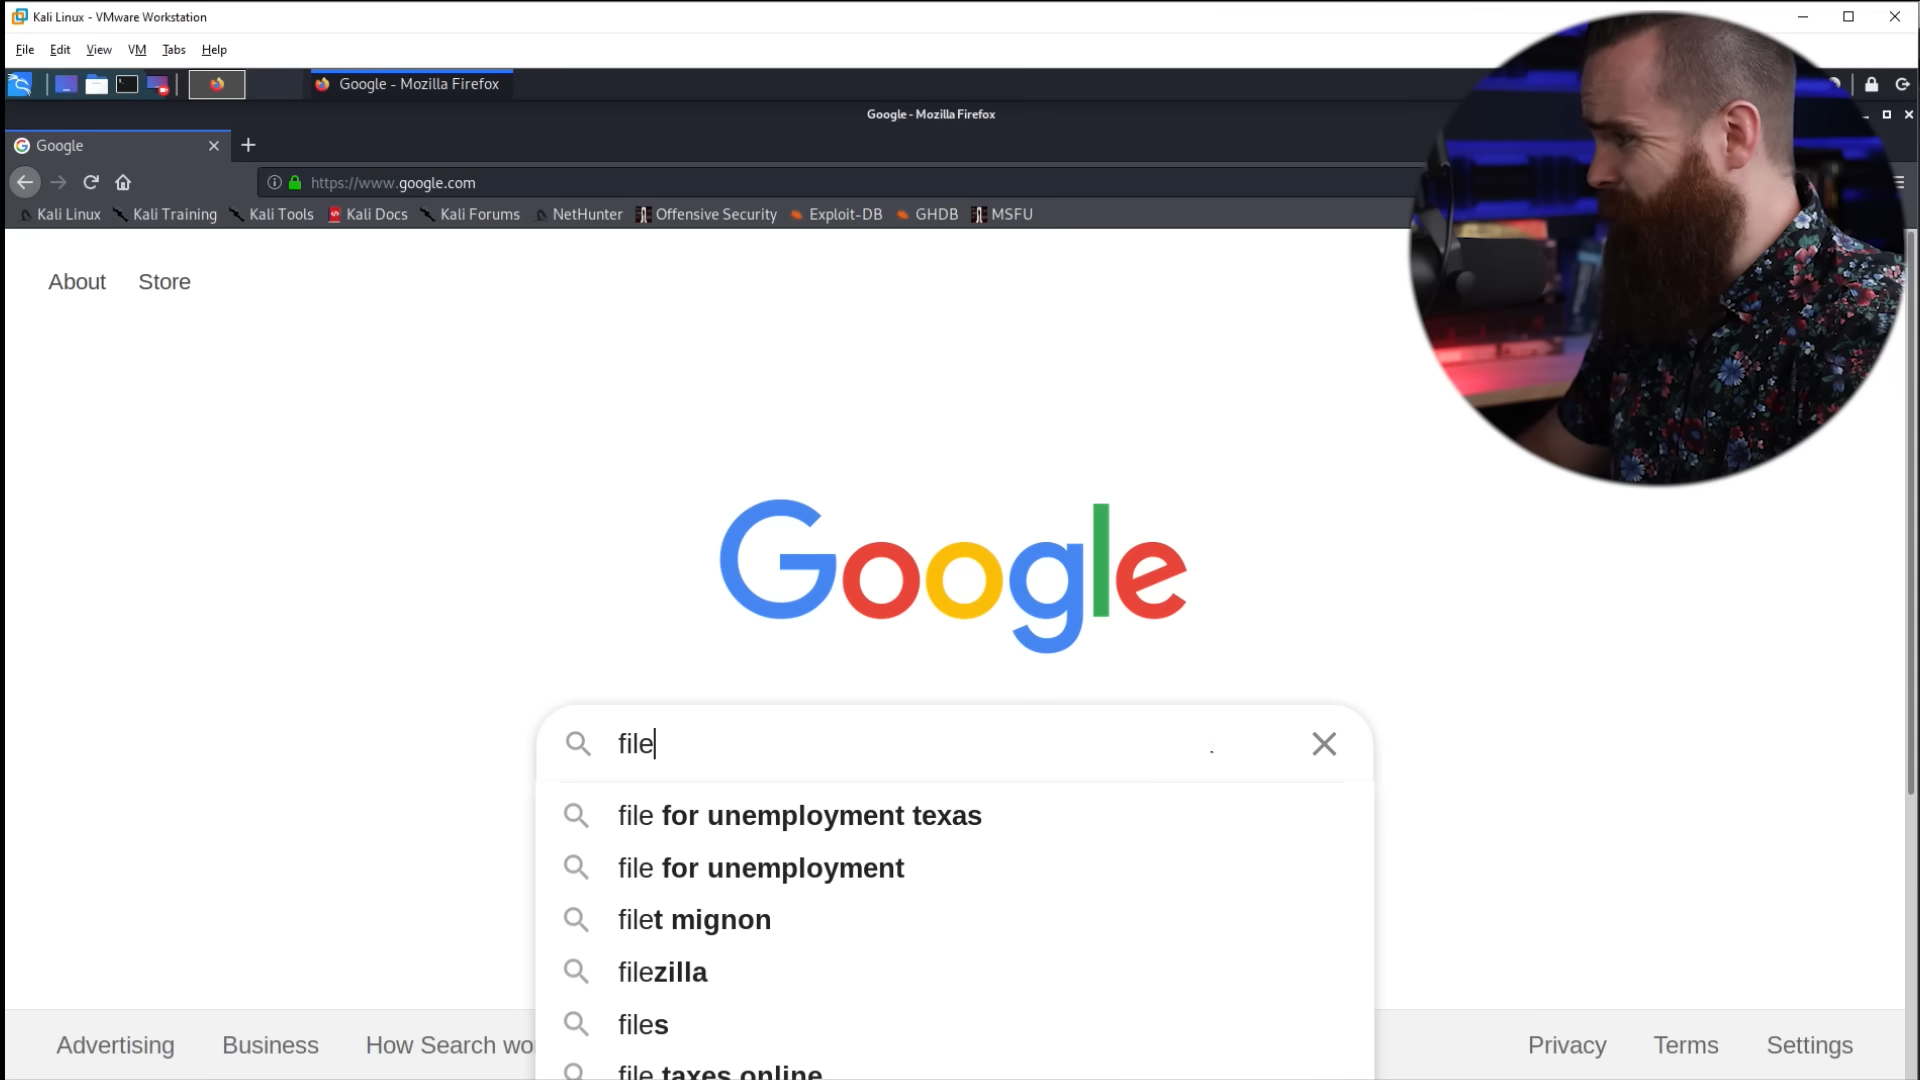 Kali Linux - VMware Workstation
File Edit View VM Tabs Help
Google - Mozilla Firefox
Google - Mozilla Firefox
Google
https://www.google.com
Kali Linux Kali Training Kali Tools Kali Docs Kali Forums NetHunter Offensive Security Exploit-DB GHDB MSFU
About Store
Google
file
file for unemployment texas
file for unemployment
filet mignon
filezilla
files
file taxes online
Advertising Business How Search wo Privacy Terms Settings